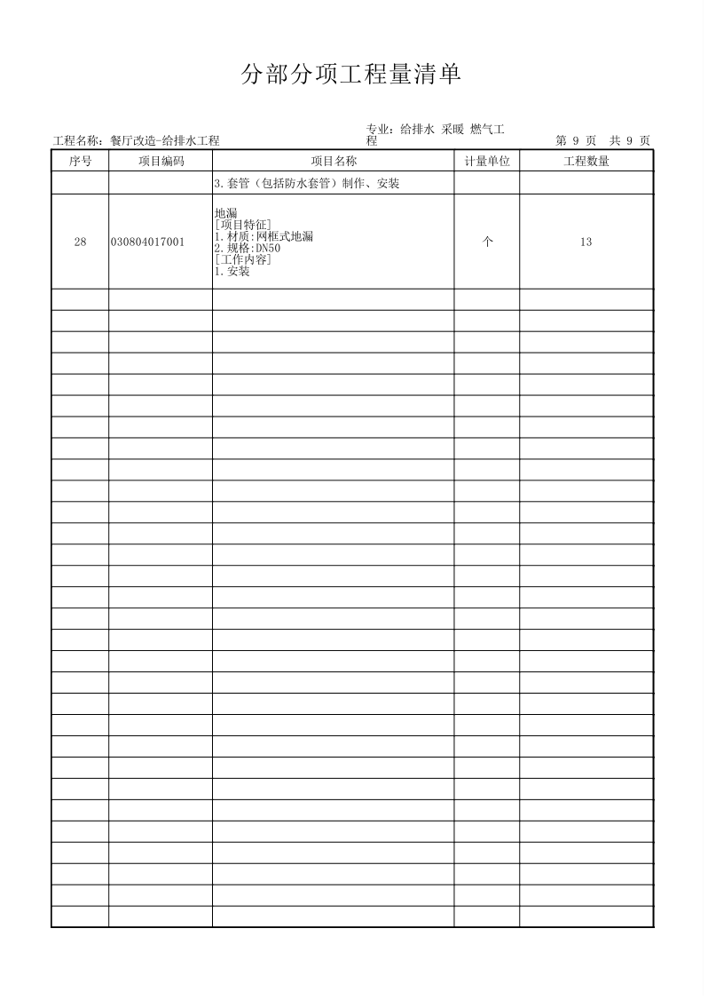 分部分项工程量清单
工程名称: 餐厅改造-给排水工程
专业: 给排水 采暖 燃气工
程
第 9 页 共 9 页
序号 项目编码 项目名称 计量单位 工程数量
3.套管（包括防水套管）制作、安装
28 030804017001
地漏
[项目特征]
1.材质:网框式地漏
2.规格:DN50
[工作内容]
1.安装
个 13